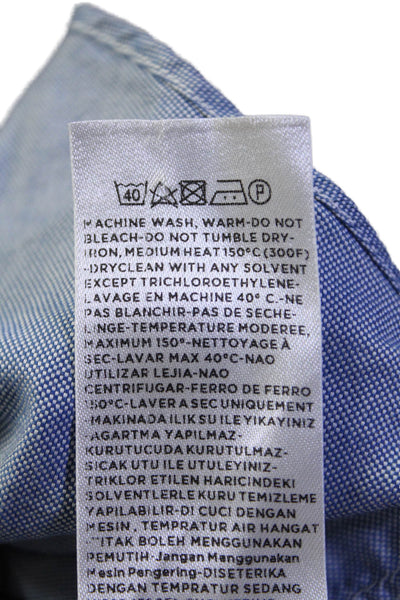 40 P
MACHINE WASH, WARM-DO NOT
BLEACH-DO NOT TUMBLE DRY-
IRON, MEDIUM HEAT 150°C (300F)
-DRYCLEAN WITH ANY SOLVENT
EXCEPT TRICHLOROETHYLENE-
LAVAGE EN MACHINE 40° C.-NE
PAS BLANCHIR-PAS DE SECHE-
LINGE-TEMPERATURE MODEREE,
MAXIMUM 150°-NETTOYAGE À
SEC-LAVAR MAX 40°C-NAO
UTILIZAR LEJIA-NAO
CENTRIFUGAR-FERRO DE FERRO
150°C-LAVER A SEC UNIQUEMENT
-MAKINADA ILIK SU ILE YIKAYINIZ
-AGARTMA YAPILMAZ-
KURUTUCUDA KURUTULMAZ-
SICAK UTU ILE UTULEYINIZ-
TRIKLOR ETILEN HARICINDEKI
SOLVENTLERLE KURU TEMIZLEME
YAPILABILIR-DI CUCI DENGAN
MESIN , TEMPRATUR AIR HANGAT
-TITAK BOLEH MENGGUNAKAN
PEMUTIH-Jangan Menggunakan
Mesin Pengering-DISETERIKA
DENGAN TEMPERATUR SEDANG